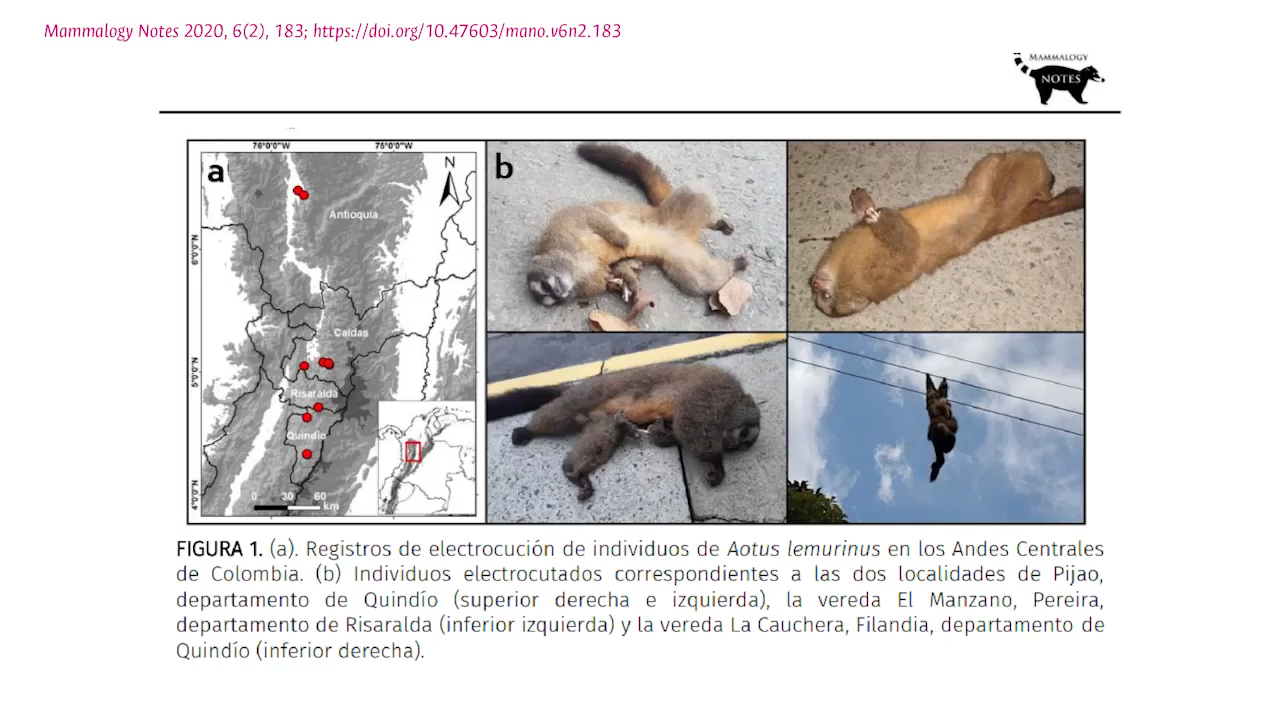 Mammalogy Notes 2020, 6(2), 183; https://doi.org/10.47603/mano.v6n2.183
MAMMALOGY
NOTES
76°0'0"W 75°0'0"W
a
N
b
Antioquia
6°0'0"N
Caldas
5°0'0"N
Risaralda
Quindío
4°0'0"N
0 30 60
km
FIGURA 1. (a). Registros de electrocución de individuos de Aotus lemurinus en los Andes Centrales
de Colombia. (b) Individuos electrocutados correspondientes a las dos localidades de Pijao,
departamento de Quindío (superior derecha e izquierda), la vereda El Manzano, Pereira,
departamento de Risaralda (inferior izquierda) y la vereda La Cauchera, Filandia, departamento de
Quindío (inferior derecha).